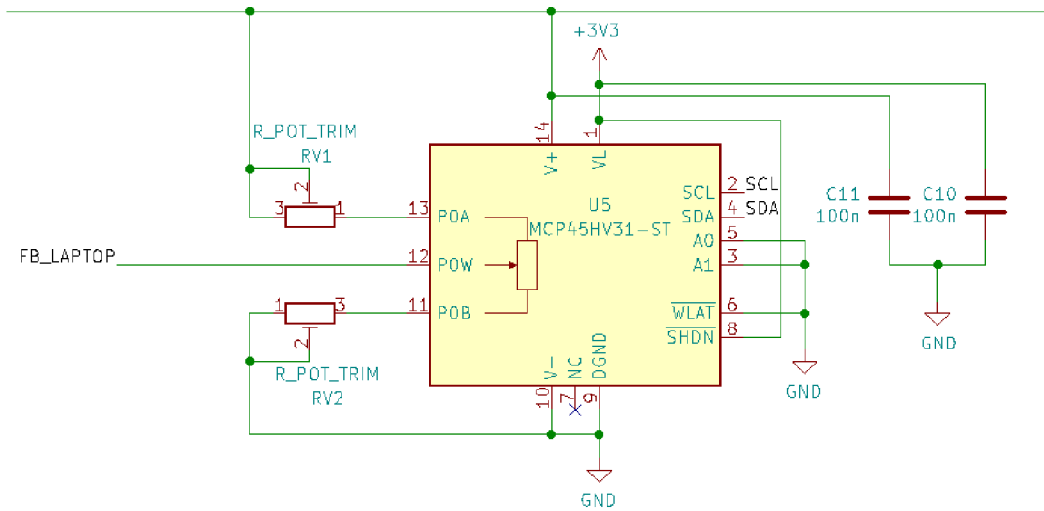 +3V3
14
1
V+
VL
R_POT_TRIM
RV1
2
3
1
13
P0A
U5
MCP45HV31-ST
SCL
2
SCL
SDA
4
SDA
A0
5
A1
3
C11
100n
C10
100n
FB_LAPTOP
12
P0W
1
3
11
P0B
WLAT
6
SHDN
8
2
R_POT_TRIM
RV2
V-
NC
DGND
10
7
9
GND
GND
GND